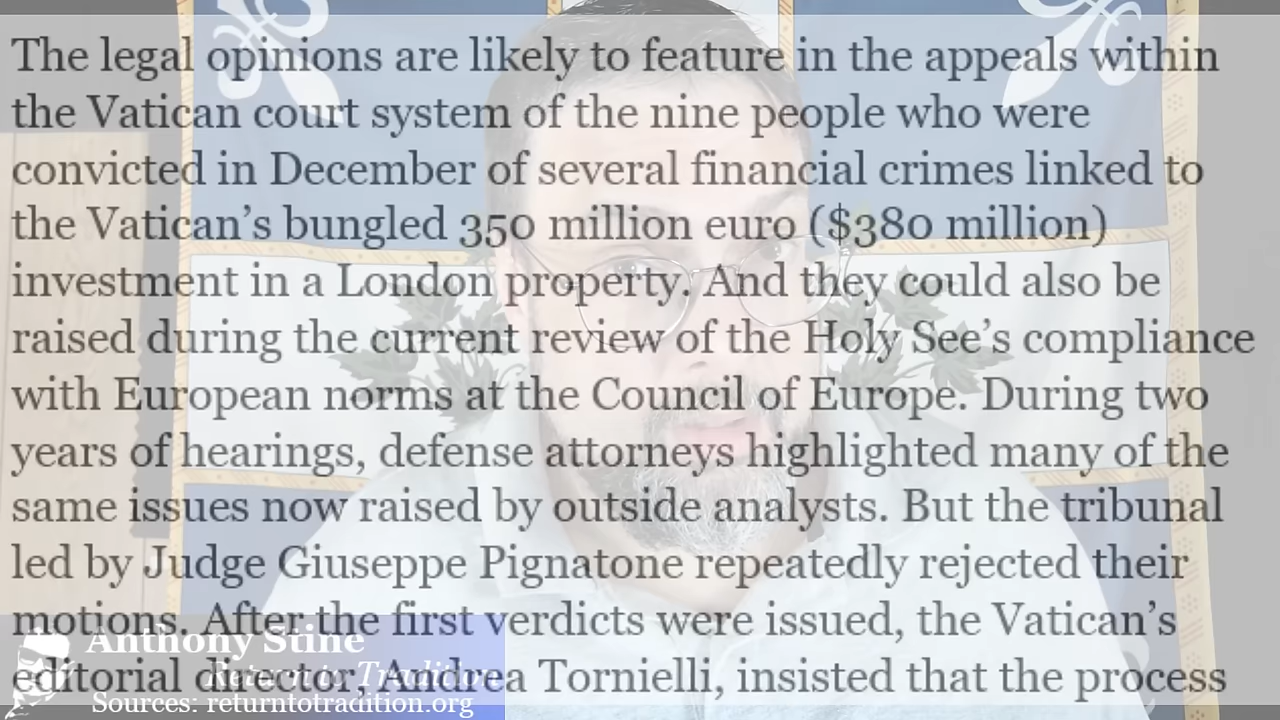 The legal opinions are likely to feature in the appeals within
the Vatican court system of the nine people who were
convicted in December of several financial crimes linked to
the Vatican's bungled 350 million euro ($380 million)
investment in a London property. And they could also be
raised during the current review of the Holy See's compliance
with European norms at the Council of Europe. During two
years of hearings, defense attorneys highlighted many of the
same issues now raised by outside analysts. But the tribunal
led by Judge Giuseppe Pignatone repeatedly rejected their
motions. After the first verdicts were issued, the Vatican's
editorial director, Andrea Tornielli, insisted that the process
Anthony Stine
Return to Tradition
Sources: returntotradition.org